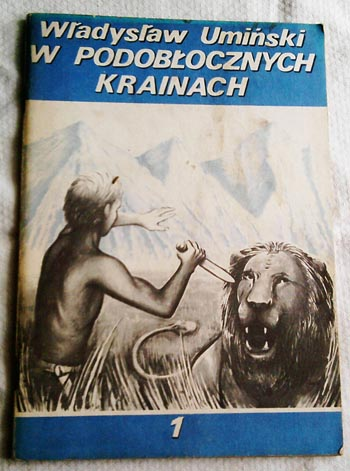 Władysław Umiński
W PODOBŁOCZNYCH
KRAINACH
1